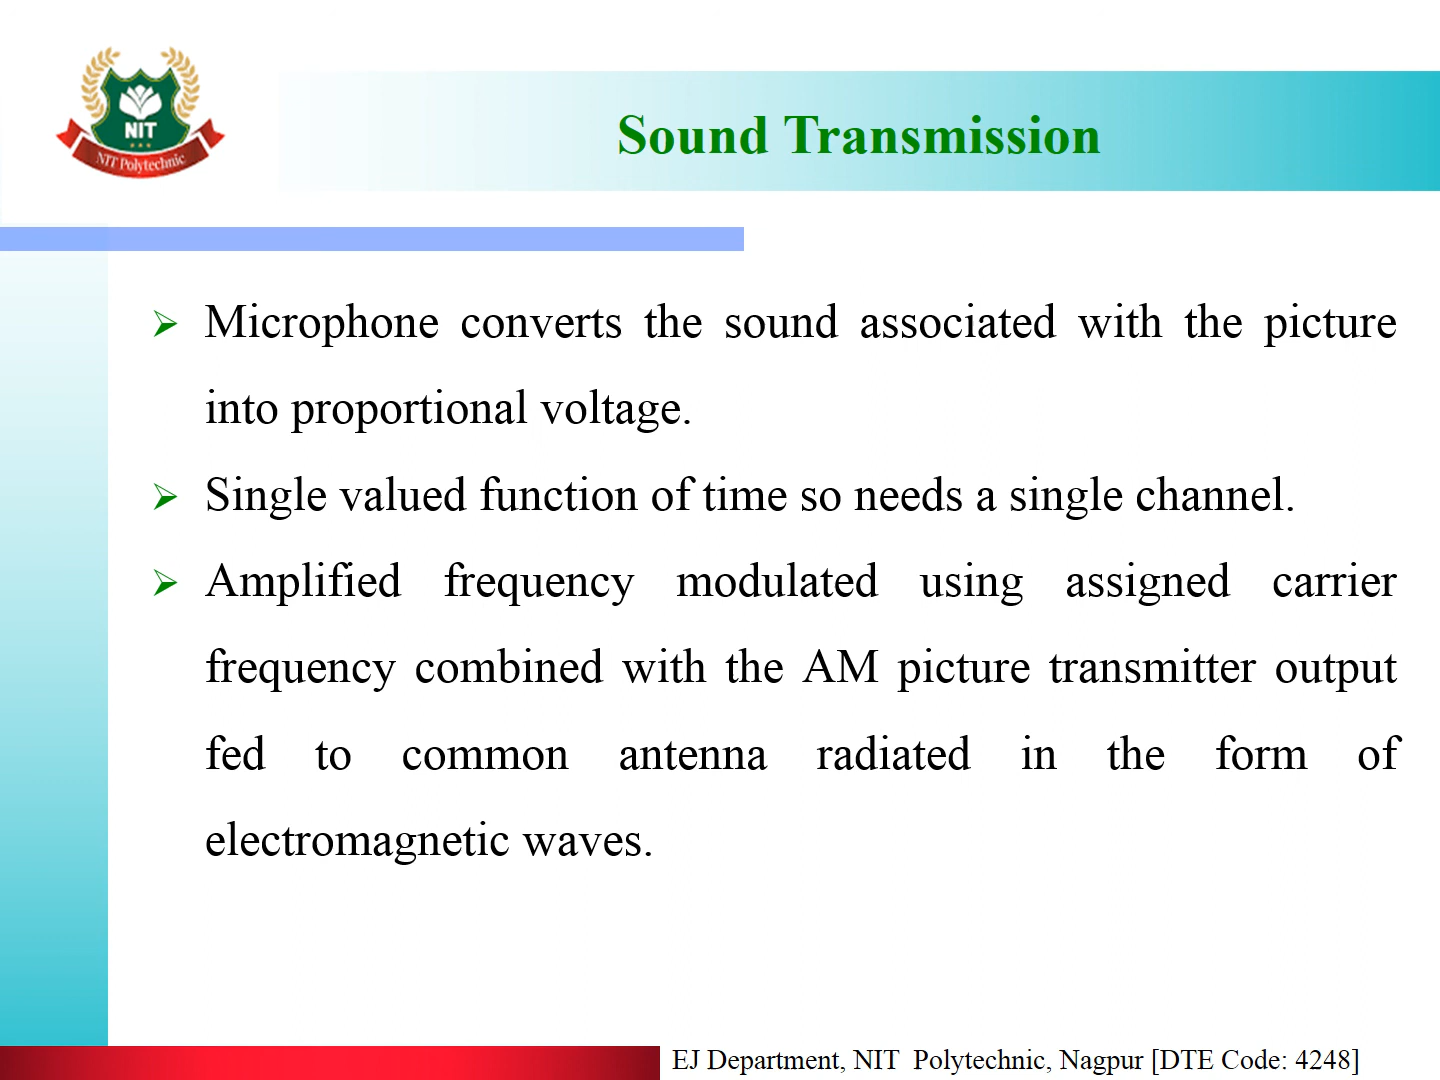 NIT
NIT Polytechnic
Sound Transmission
Microphone converts the sound associated with the picture
into proportional voltage.
Single valued function of time so needs a single channel.
Amplified frequency modulated using assigned carrier
frequency combined with the AM picture transmitter output
fed to common antenna radiated in the form of
electromagnetic waves.
EJ Department, NIT  Polytechnic, Nagpur [DTE Code: 4248]